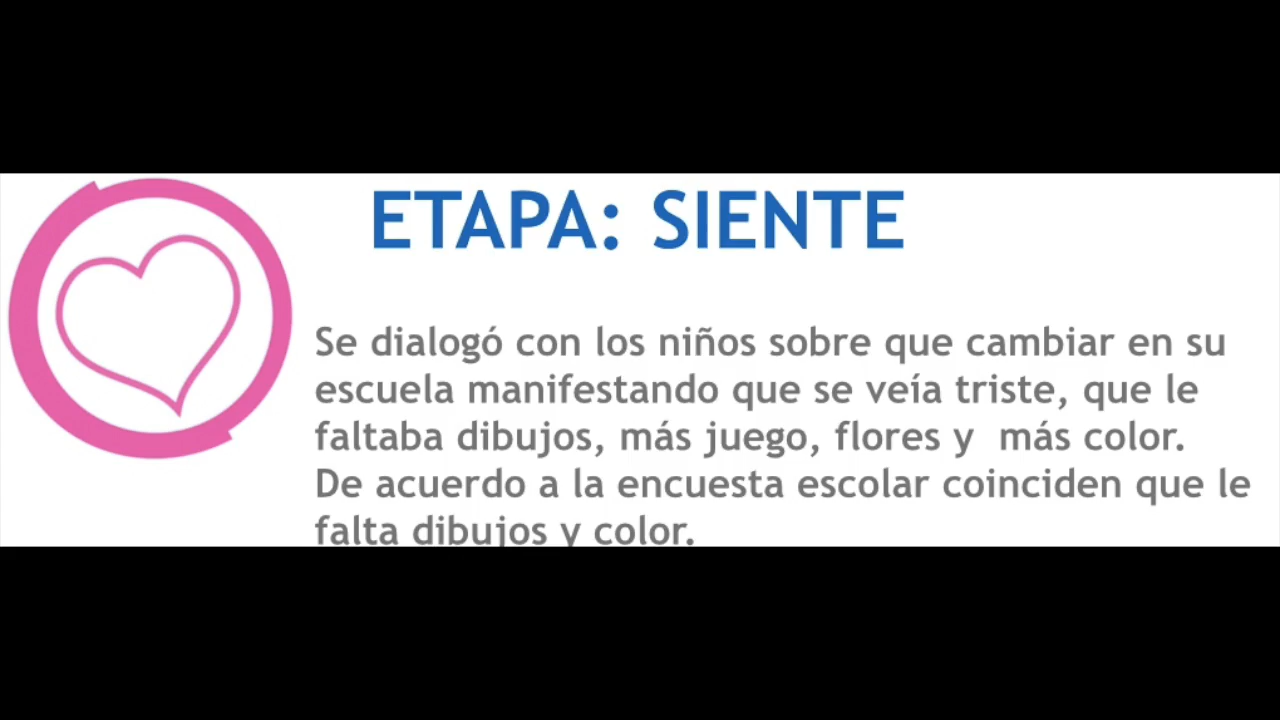 ETAPA: SIENTE
Se dialogó con los niños sobre que cambiar en su
escuela manifestando que se veía triste, que le
faltaba dibujos, más juego, flores y  más color.
De acuerdo a la encuesta escolar coinciden que le
falta dibujos y color.